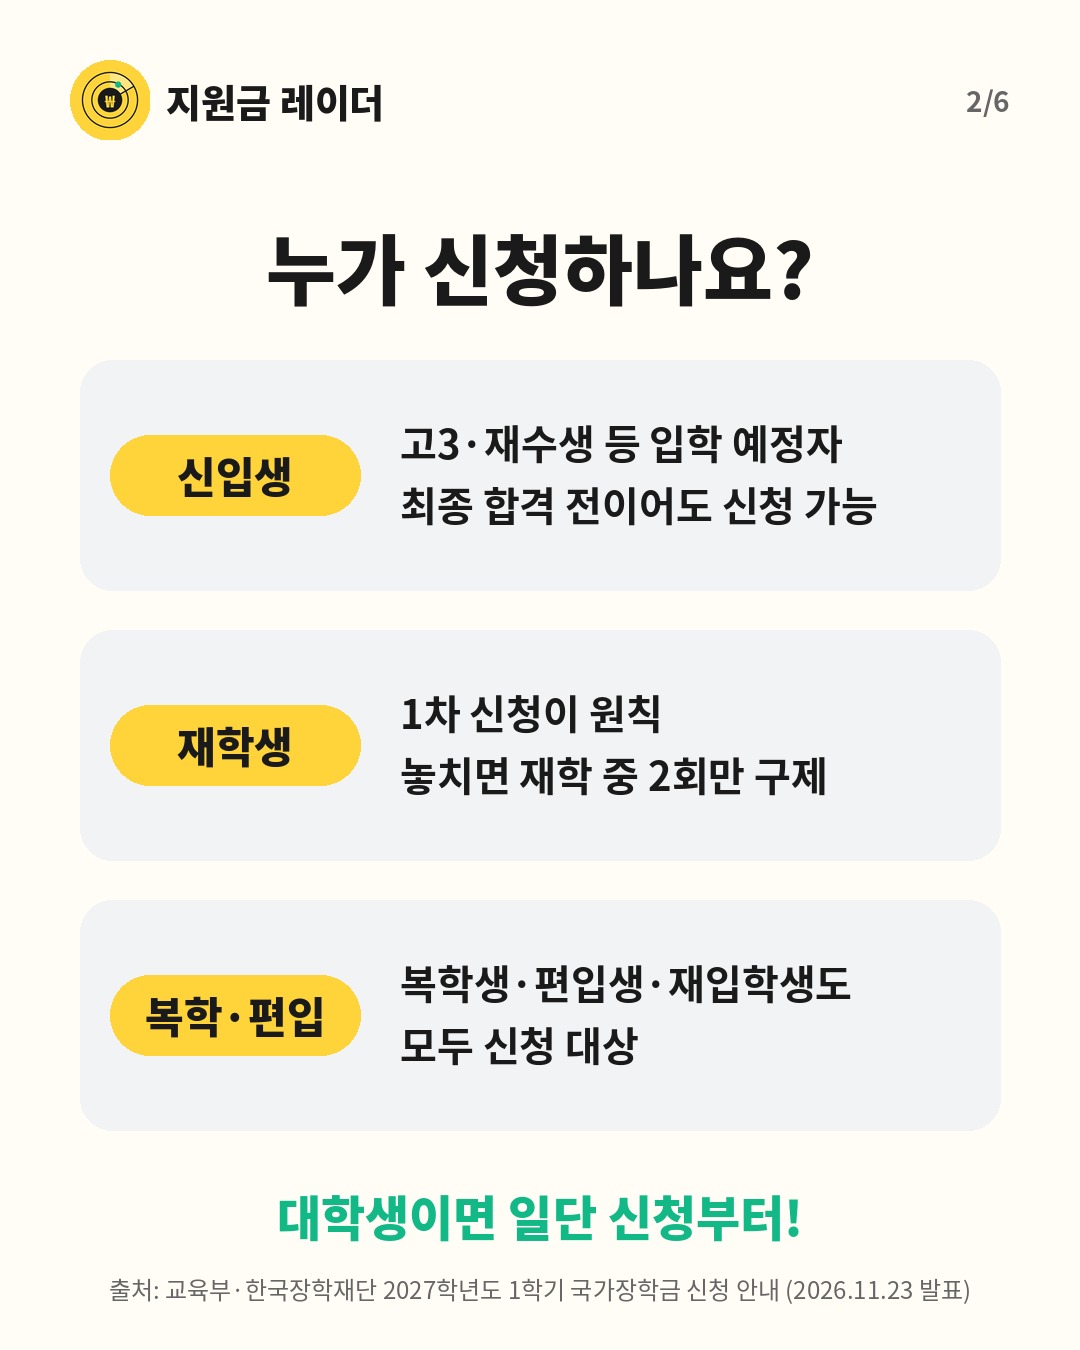 ₩
지원금 레이더
2/6
누가 신청하나요?
신입생
고3·재수생 등 입학 예정자
최종 합격 전이어도 신청 가능
재학생
1차 신청이 원칙
놓치면 재학 중 2회만 구제
복학·편입
복학생·편입생·재입학생도
모두 신청 대상
대학생이면 일단 신청부터!
출처: 교육부·한국장학재단 2027학년도 1학기 국가장학금 신청 안내 (2026.11.23 발표)